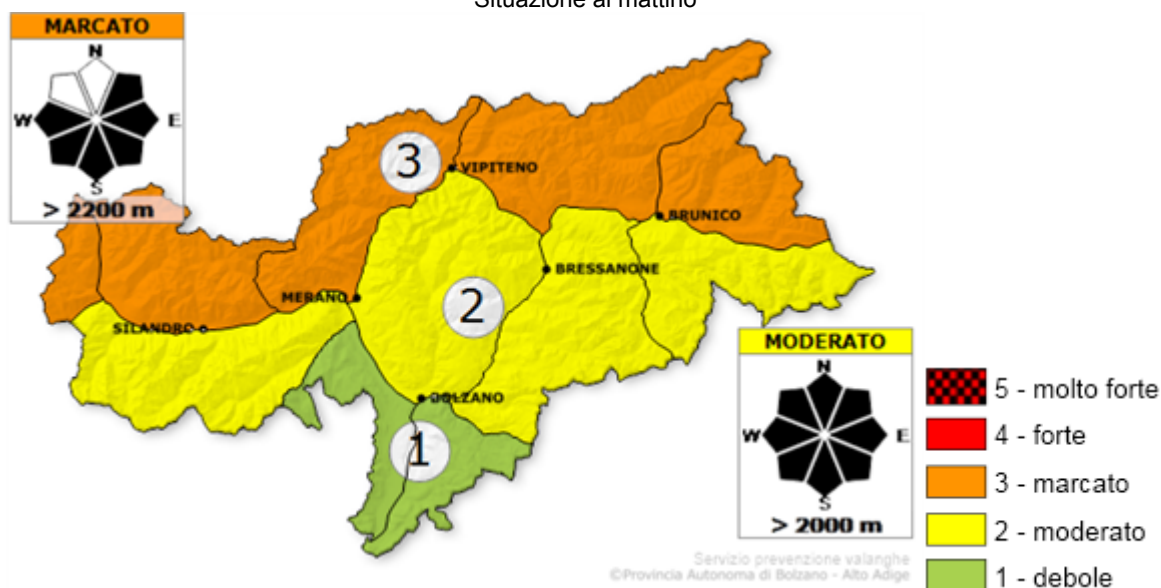 Situazione al mattino
MARCATO
N
W E
S
> 2200 m
3
VIPITENO
BRUNICO
BRESSANONE
MERANO
2
SILANDRO
BOLZANO
1
MODERATO
N
W E
S
> 2000 m
5 - molto forte
4 - forte
3 - marcato
2 - moderato
1 - debole
Servizio prevenzione valanghe
©Provincia Autonoma di Bolzano - Alto Adige